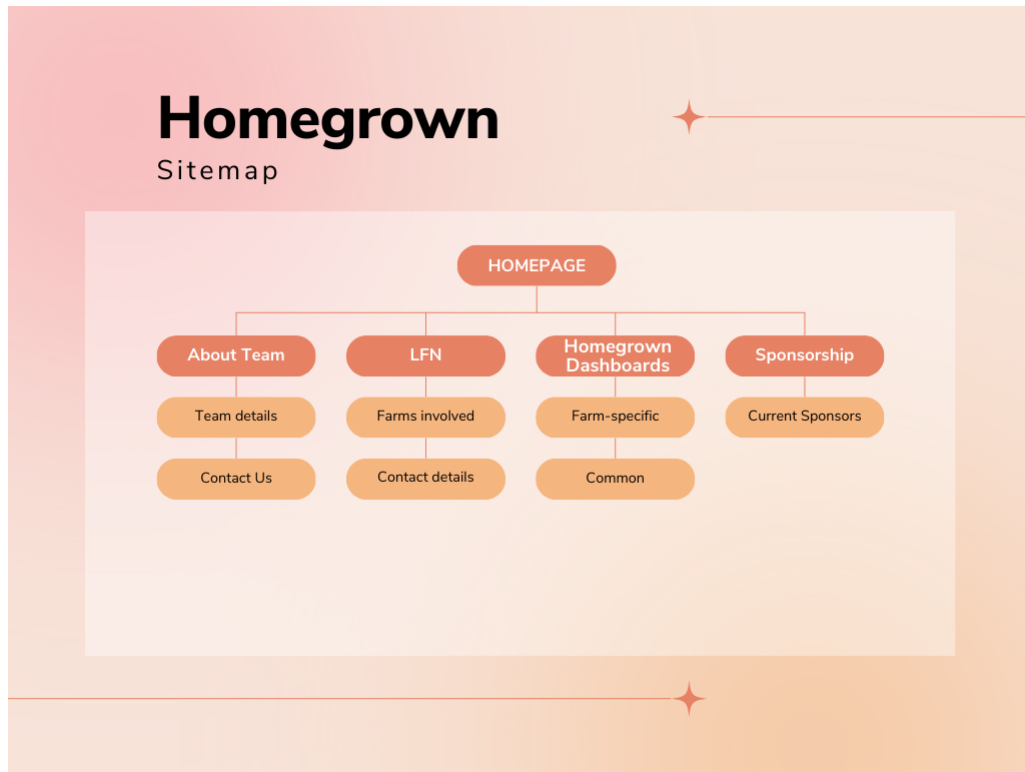 Homegrown
Sitemap
HOMEPAGE
About Team
LFN
Homegrown
Dashboards
Sponsorship
Team details
Farms involved
Farm-specific
Current Sponsors
Contact Us
Contact details
Common